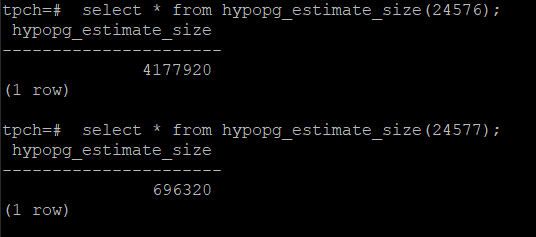 tpch=#  select * from hypopg_estimate_size(24576);
 hypopg_estimate_size
----------------------
              4177920
(1 row)

tpch=#  select * from hypopg_estimate_size(24577);
 hypopg_estimate_size
----------------------
               696320
(1 row)